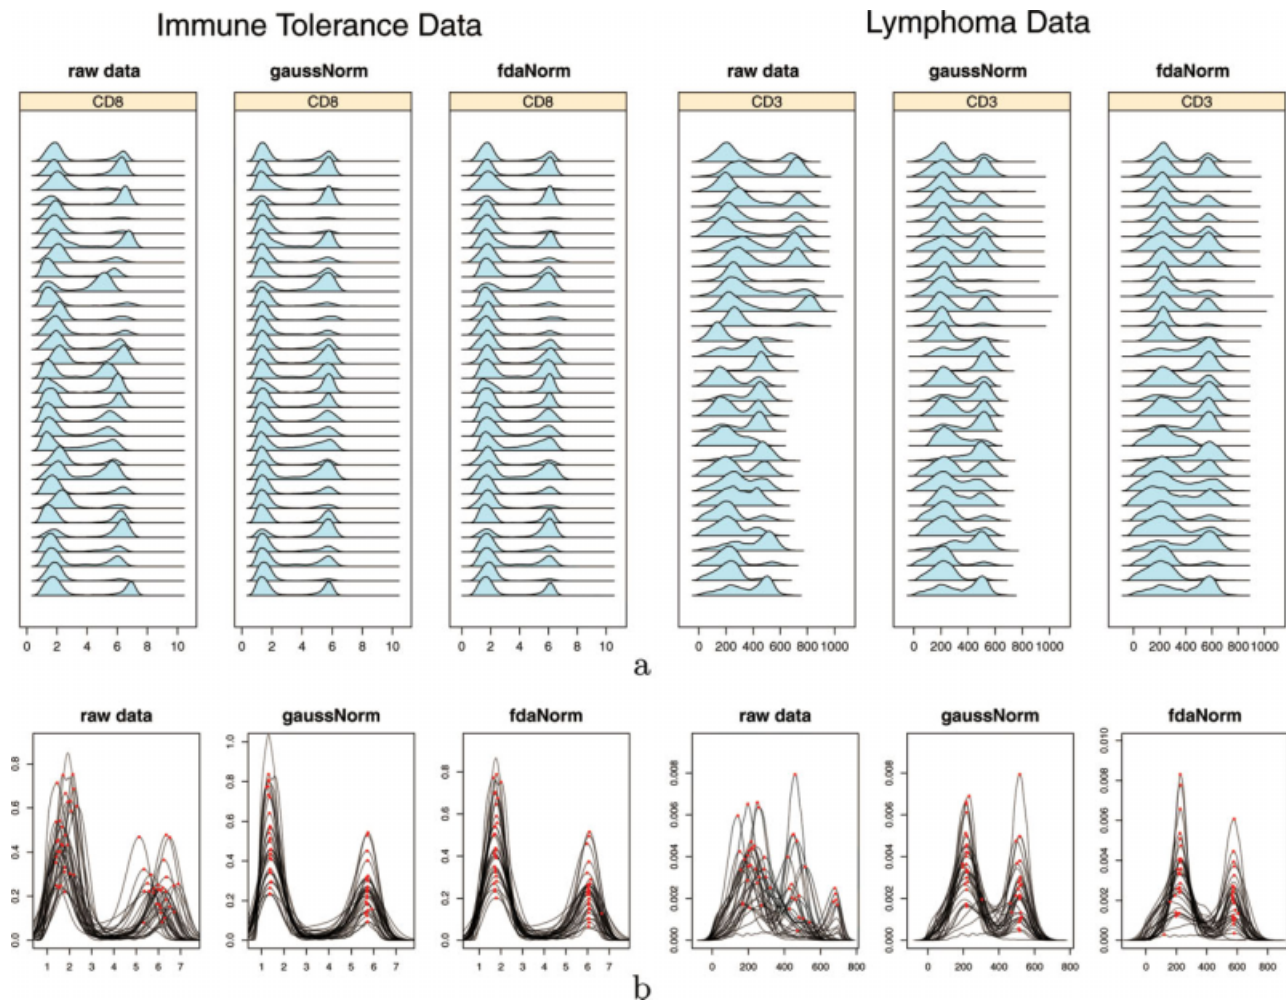 Immune Tolerance Data
Lymphoma Data
raw data gaussNorm fdaNorm raw data gaussNorm fdaNorm
CD8 CD8 CD8 CD3 CD3 CD3
0 2 4 6 8 10 0 2 4 6 8 10 0 2 4 6 8 10 0 200 400 600 800 1000 0 200 400 600 800 1000 0 200 400 600 800 1000
a
raw data gaussNorm fdaNorm raw data gaussNorm fdaNorm
0.8 0.6 0.4 0.2 0.0
1.0 0.8 0.6 0.4 0.2 0.0
0.8 0.6 0.4 0.2 0.0
0.008 0.006 0.004 0.002 0.000
0.008 0.006 0.004 0.002 0.000
0.010 0.008 0.006 0.004 0.002 0.000
1 2 3 4 5 6 7 1 2 3 4 5 6 7 1 2 3 4 5 6 7 0 200 400 600 800 0 200 400 600 800 0 200 400 600 800
b